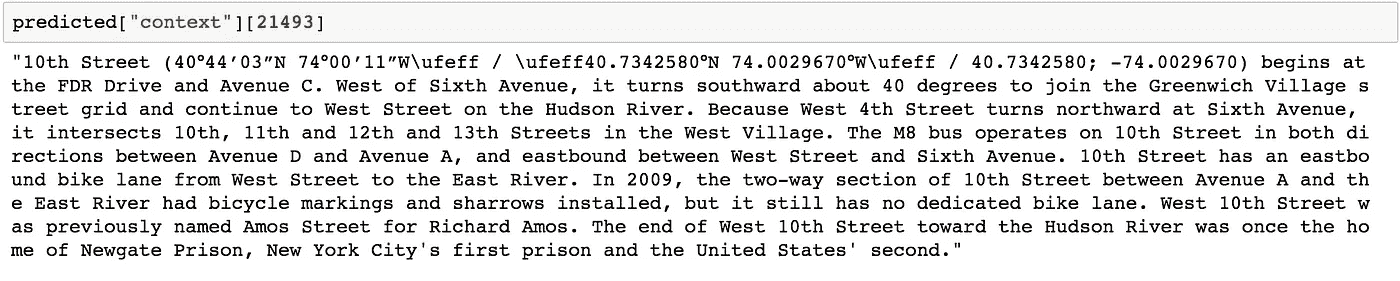 predicted["context"][21493]
"10th Street (40°44′03″N 74°00′11″W\ufeff / \ufeff40.7342580°N 74.0029670°W\ufeff / 40.7342580; -74.0029670) begins at
the FDR Drive and Avenue C. West of Sixth Avenue, it turns southward about 40 degrees to join the Greenwich Village s
treet grid and continue to West Street on the Hudson River. Because West 4th Street turns northward at Sixth Avenue,
it intersects 10th, 11th and 12th and 13th Streets in the West Village. The M8 bus operates on 10th Street in both di
rections between Avenue D and Avenue A, and eastbound between West Street and Sixth Avenue. 10th Street has an eastbo
und bike lane from West Street to the East River. In 2009, the two-way section of 10th Street between Avenue A and th
e East River had bicycle markings and sharrows installed, but it still has no dedicated bike lane. West 10th Street w
as previously named Amos Street for Richard Amos. The end of West 10th Street toward the Hudson River was once the ho
me of Newgate Prison, New York City's first prison and the United States' second."